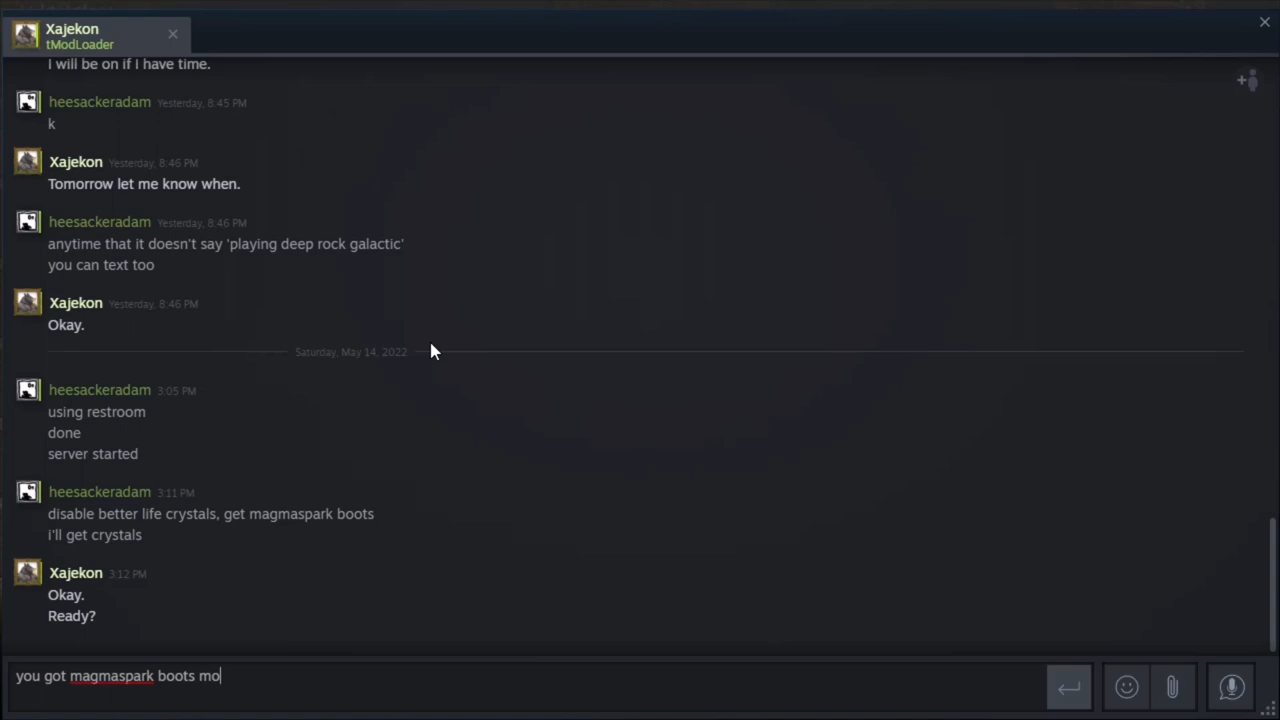 Xajekon
tModLoader
I will be on if I have time.
heesackeradam Yesterday, 8:45 PM
k
Xajekon Yesterday, 8:46 PM
Tomorrow let me know when.
heesackeradam Yesterday, 8:46 PM
anytime that it doesn't say 'playing deep rock galactic'
you can text too
Xajekon Yesterday, 8:46 PM
Okay.
Saturday, May 14, 2022
heesackeradam 3:05 PM
using restroom
done
server started
heesackeradam 3:11 PM
disable better life crystals, get magmaspark boots
i'll get crystals
Xajekon 3:12 PM
Okay.
Ready?
you got magmaspark boots mo